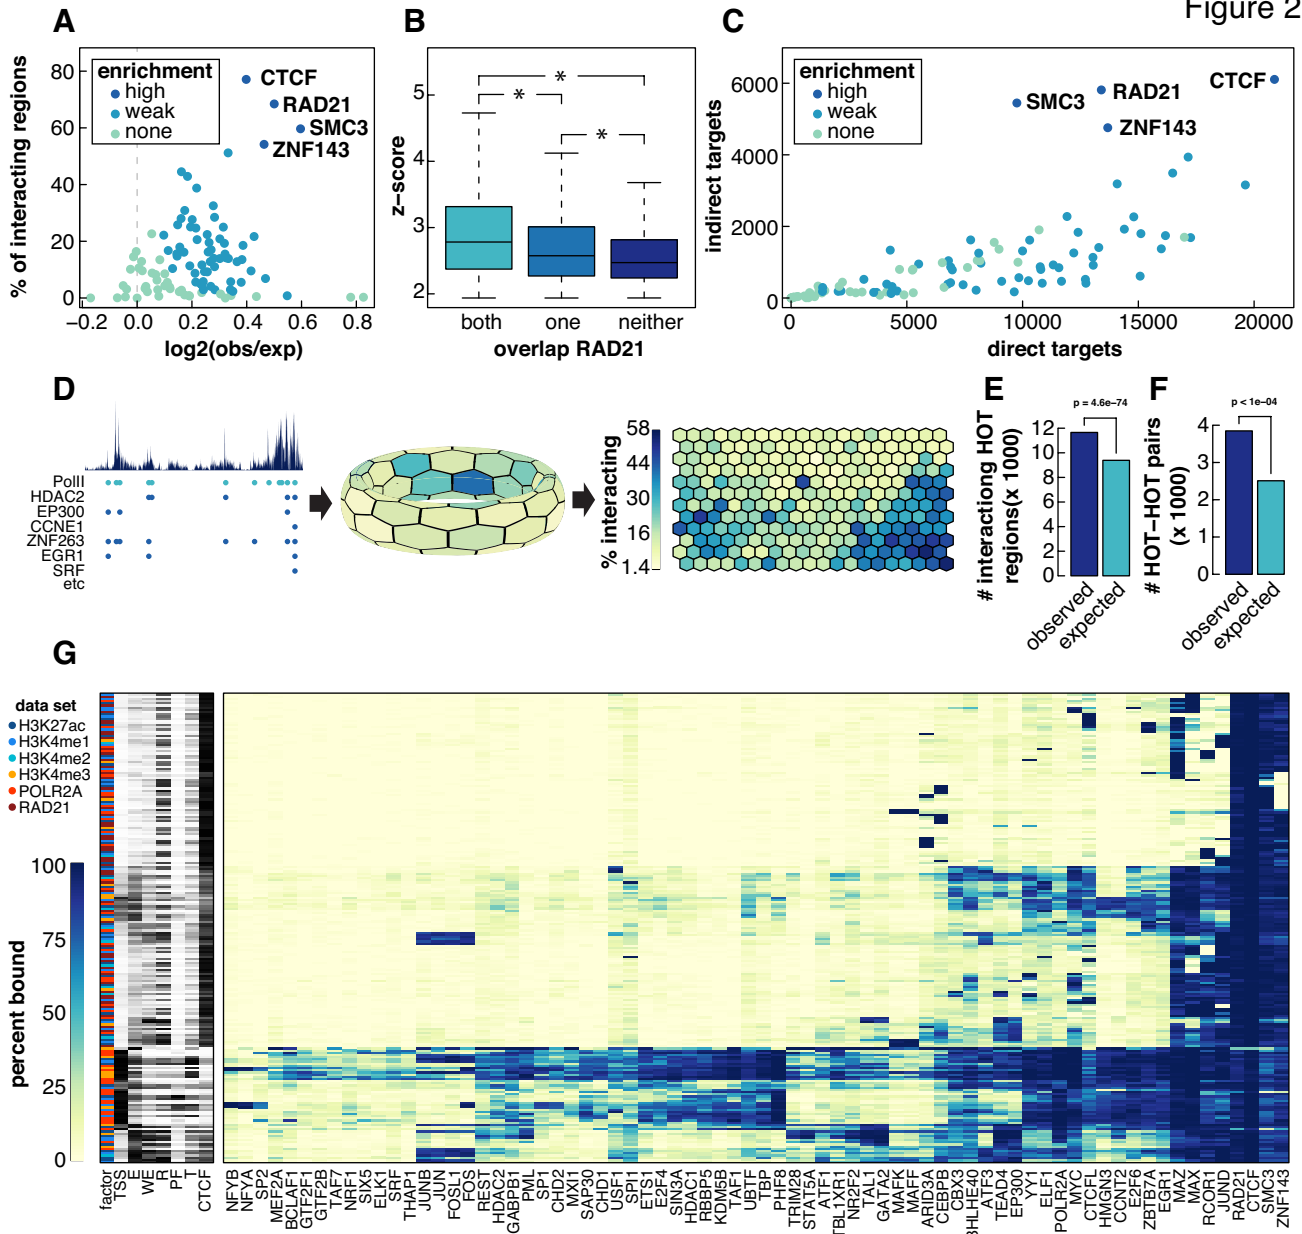 Figure 2
A
B
C
% of interacting regions
80
60
40
20
0
−0.2
0.0
0.2
0.4
0.6
0.8
log2(obs/exp)
enrichment
high
weak
none
CTCF
RAD21
SMC3
ZNF143
z−score
5
4
3
2
*
*
*
both
one
neither
overlap RAD21
indirect targets
6000
4000
2000
0
0
5000
10000
15000
20000
direct targets
enrichment
high
weak
none
SMC3
RAD21
CTCF
ZNF143
D
PolII
HDAC2
EP300
CCNE1
ZNF263
EGR1
SRF
etc
% interacting
58
44
30
16
1.4
E
# interactiong HOT
regions(x 1000)
p = 4.6e−74
12
10
8
6
4
2
0
observed
expected
F
# HOT−HOT pairs
(x 1000)
p < 1e−04
4
3
2
1
0
observed
expected
G
data set
H3K27ac
H3K4me1
H3K4me2
H3K4me3
POLR2A
RAD21
percent bound
100
75
50
25
0
factor
TSS
E
WE
R
PF
T
CTCF
NFYB
NFYA
SP2
MEF2A
BCLAF1
GTF2F1
GTF2B
TAF7
NRF1
SIX5
ELK1
SRF
THAP1
JUNB
JUN
FOSL1
FOS
REST
HDAC2
GABPB1
PML
SP1
CHD2
MXI1
SAP30
CHD1
USF1
SPI1
ETS1
E2F4
SIN3A
HDAC1
RBBP5
KDM5B
TAF1
UBTF
TBP
PHF8
TRIM28
STAT5A
ATF1
TBL1XR1
NR2F2
TAL1
GATA2
MAFK
MAFF
ARID3A
CEBPB
CBX3
BHLHE40
ATF3
TEAD4
EP300
YY1
ELF1
POLR2A
MYC
CTCFL
HMGN3
CCNT2
E2F6
ZBTB7A
EGR1
MAZ
MAX
RCOR1
JUND
RAD21
CTCF
SMC3
ZNF143